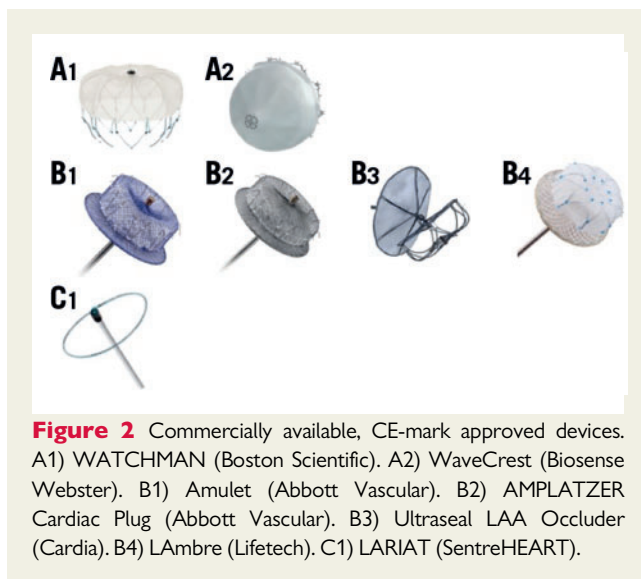 A1 A2
B1 B2 B3 B4
C1
Figure 2 Commercially available, CE-mark approved devices.
A1) WATCHMAN (Boston Scientific). A2) WaveCrest (Biosense
Webster). B1) Amulet (Abbott Vascular). B2) AMPLATZER
Cardiac Plug (Abbott Vascular). B3) Ultraseal LAA Occluder
(Cardia). B4) LAmbre (Lifetech). C1) LARIAT (SentreHEART).